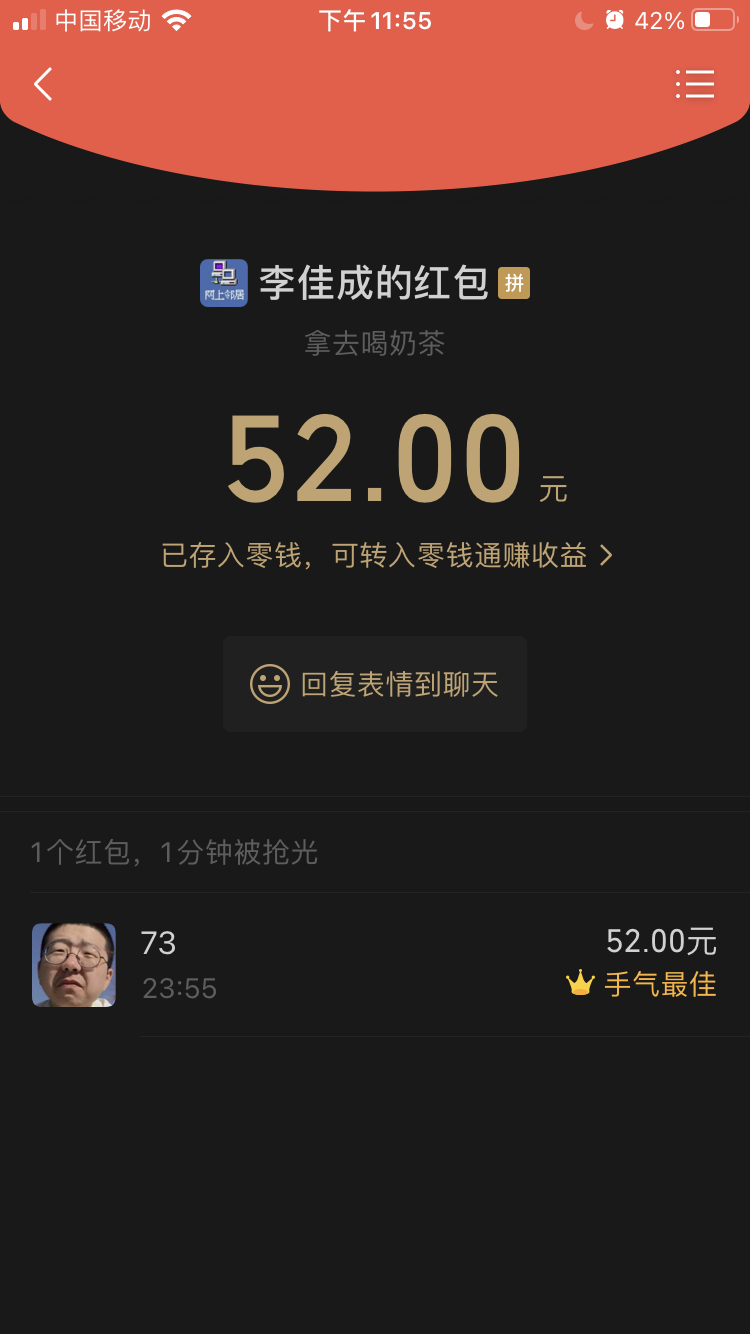 中国移动 下午11:55 42%
网上邻居
李佳成的红包 拼
拿去喝奶茶
52.00 元
已存入零钱，可转入零钱通赚收益
回复表情到聊天
1个红包，1分钟被抢光
73 52.00元
23:55 手气最佳